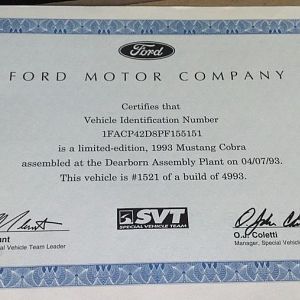 Ford
FORD MOTOR COMPANY
Certifies that
Vehicle Identification Number
1FACP42D8PF155151
is a limited-edition, 1993 Mustang Cobra
assembled at the Dearborn Assembly Plant on 04/07/93.
This vehicle is #1521 of a build of 4993.
SVT
SPECIAL VEHICLE TEAM
O.J. Coletti
Vehicle Team Leader
Manager, Special